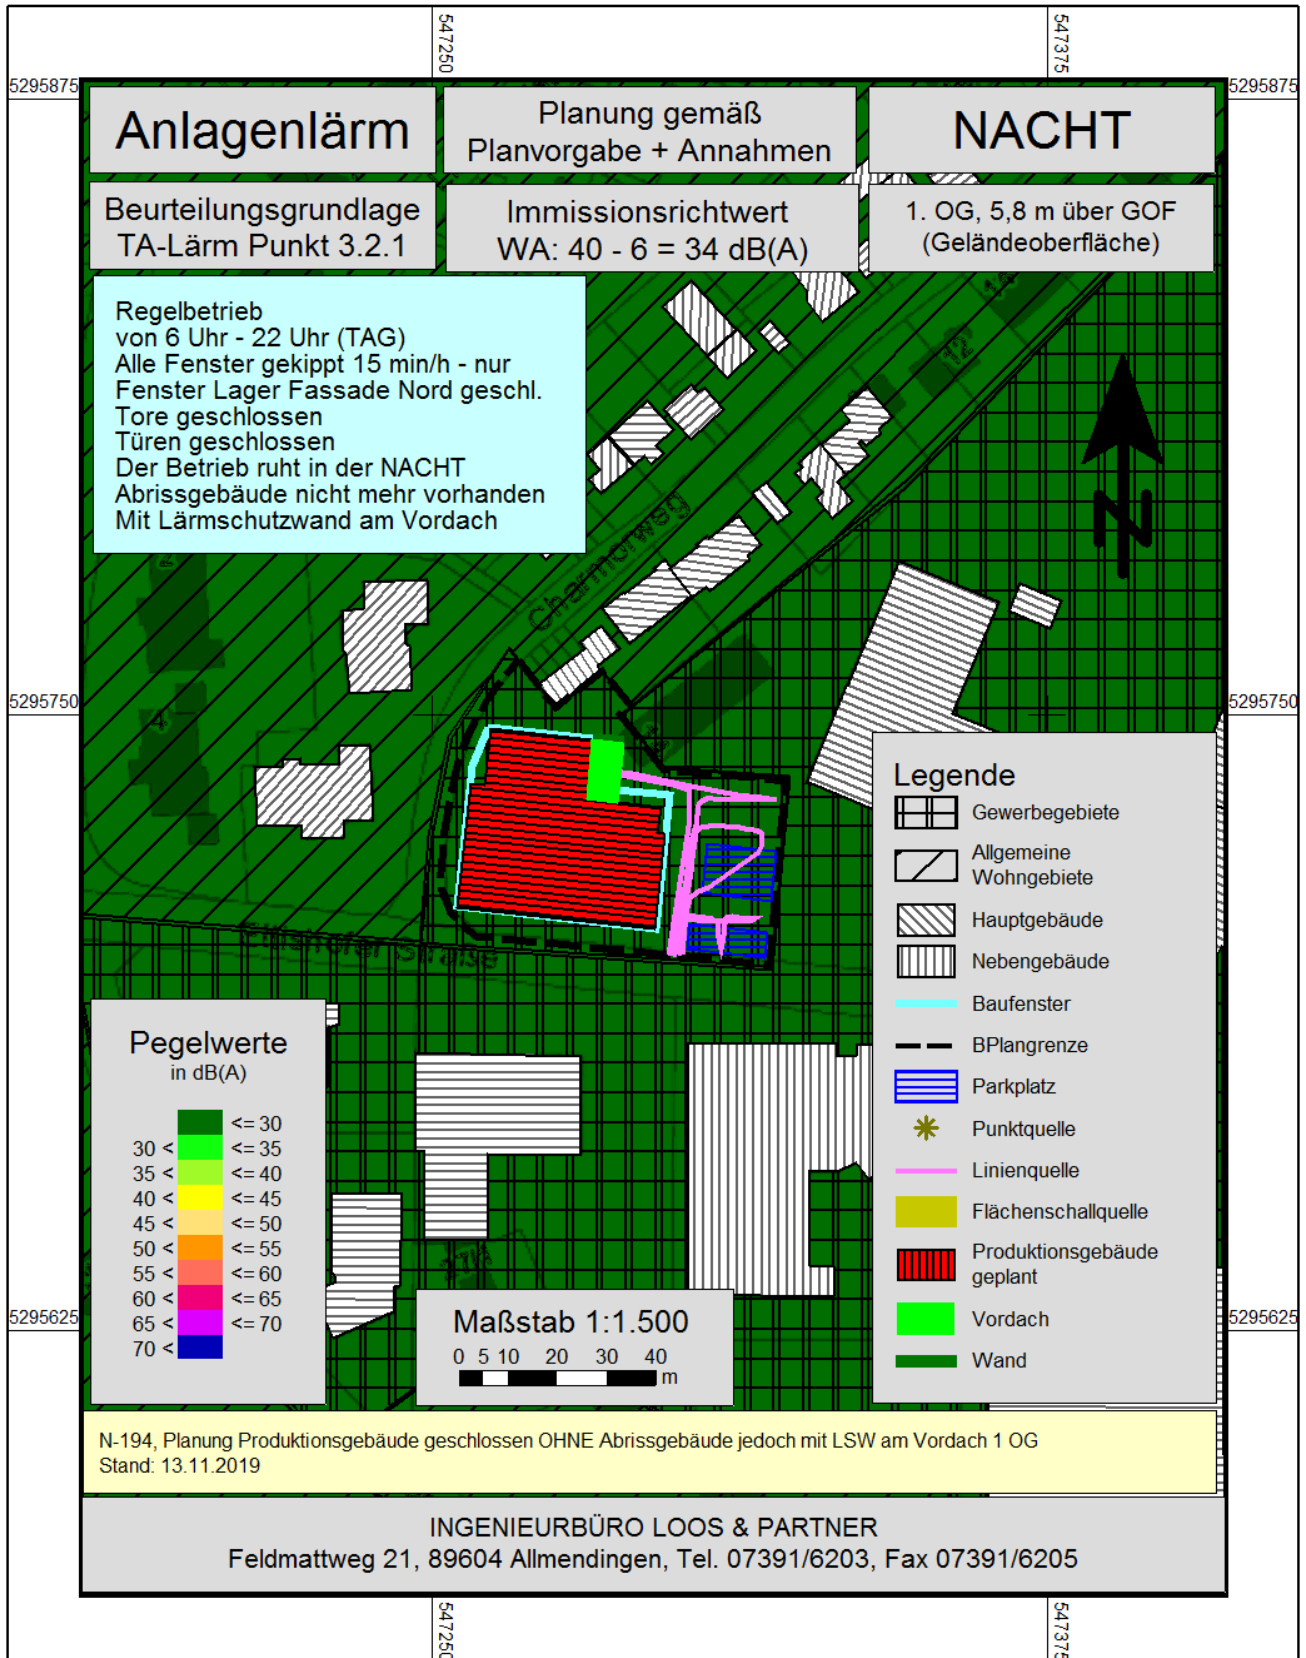 547250
547375
5295875
5295875
Anlagenlärm
Planung gemäß
Planvorgabe + Annahmen
NACHT
Beurteilungsgrundlage
TA-Lärm Punkt 3.2.1
Immissionsrichtwert
WA: 40 - 6 = 34 dB(A)
1. OG, 5,8 m über GOF
(Geländeoberfläche)
Regelbetrieb
von 6 Uhr - 22 Uhr (TAG)
Alle Fenster gekippt 15 min/h - nur
Fenster Lager Fassade Nord geschl.
Tore geschlossen
Türen geschlossen
Der Betrieb ruht in der NACHT
Abrissgebäude nicht mehr vorhanden
Mit Lärmschutzwand am Vordach
N
5295750
5295750
Straße
Legende
Gewerbegebiete
Allgemeine
Wohngebiete
Hauptgebäude
Nebengebäude
Baufenster
BPlangrenze
Parkplatz
Punktquelle
Linienquelle
Flächenschallquelle
Produktionsgebäude
geplant
Vordach
Wand
Pegelwerte
in dB(A)
<= 30
30 < <= 35
35 < <= 40
40 < <= 45
45 < <= 50
50 < <= 55
55 < <= 60
60 < <= 65
65 < <= 70
70 <
5295625
5295625
Maßstab 1:1.500
0 5 10 20 30 40
m
N-194, Planung Produktionsgebäude geschlossen OHNE Abrissgebäude jedoch mit LSW am Vordach 1 OG
Stand: 13.11.2019
INGENIEURBÜRO LOOS & PARTNER
Feldmattweg 21, 89604 Allmendingen, Tel. 07391/6203, Fax 07391/6205
547250
547375